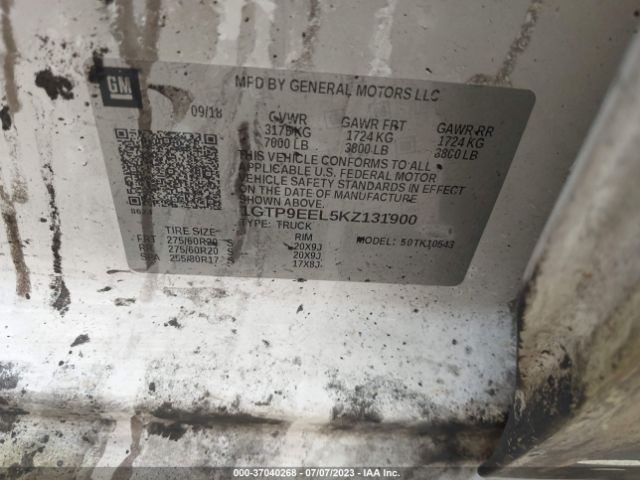 GM
MFD BY GENERAL MOTORS LLC
09/18 GVWR GAWR FRT GAWR RR
3175 KG 1724 KG 1724 KG
7000 LB 3800 LB 3800 LB
THIS VEHICLE CONFORMS TO ALL
APPLICABLE U.S. FEDERAL MOTOR
VEHICLE SAFETY STANDARDS IN EFFECT
ON THE DATE OF MANUFACTURE
SHOWN ABOVE.
1GTP9EEL5KZ131900
TYPE: TRUCK
TIRE SIZE RIM MODEL: 50TK10543
FRT 275/60R20 S 20X9J
RR 275/60R20 20X9J
SPA 255/80R17 17X8J
000-37040268 - 07/07/2023 - IAA Inc.